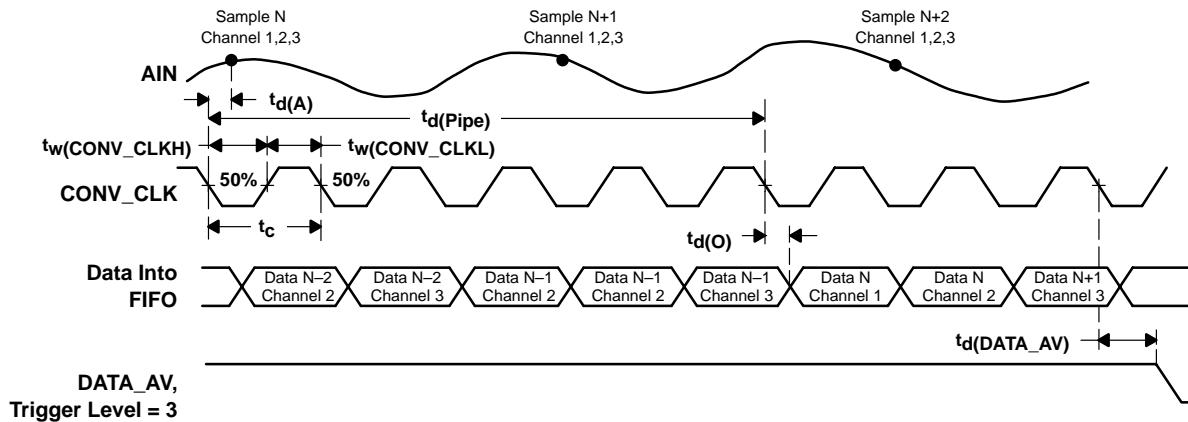 Sample N
Channel 1,2,3
Sample N+1
Channel 1,2,3
Sample N+2
Channel 1,2,3
AIN
td(A)
td(Pipe)
tw(CONV_CLKH)
tw(CONV_CLKL)
CONV_CLK
50%
50%
tc
td(O)
Data Into
FIFO
Data N–2
Channel 2
Data N–2
Channel 3
Data N–1
Channel 2
Data N–1
Channel 2
Data N–1
Channel 3
Data N
Channel 1
Data N
Channel 2
Data N+1
Channel 3
td(DATA_AV)
DATA_AV,
Trigger Level = 3